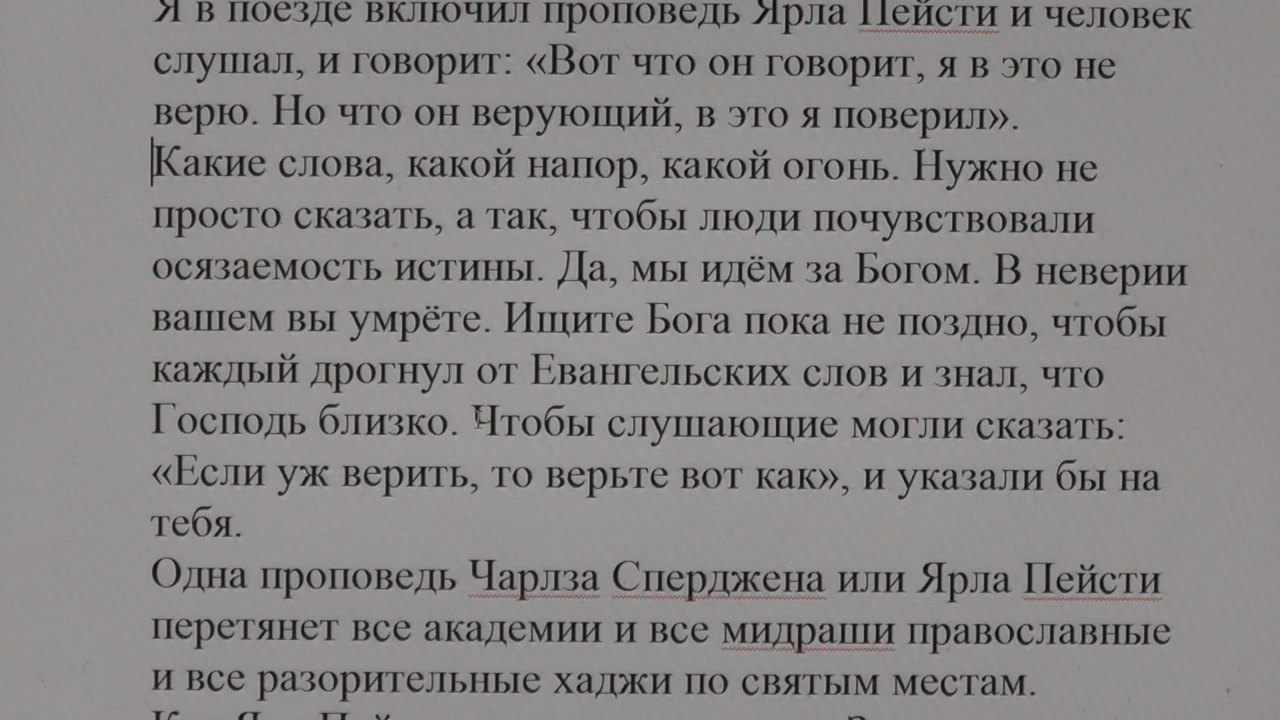 Я в поезде включил проповедь Ярла Пейсти и человек
слушал, и говорит: «Вот что он говорит, я в это не
верю. Но что он верующий, в это я поверил».
Какие слова, какой напор, какой огонь. Нужно не
просто сказать, а так, чтобы люди почувствовали
осязаемость истины. Да, мы идём за Богом. В неверии
вашем вы умрёте. Ищите Бога пока не поздно, чтобы
каждый дрогнул от Евангельских слов и знал, что
Господь близко. Чтобы слушающие могли сказать:
«Если уж верить, то верьте вот как», и указали бы на
тебя.
Одна проповедь Чарлза Сперджена или Ярла Пейсти
перетянет все академии и все мидраши православные
и все разорительные хаджи по святым местам.